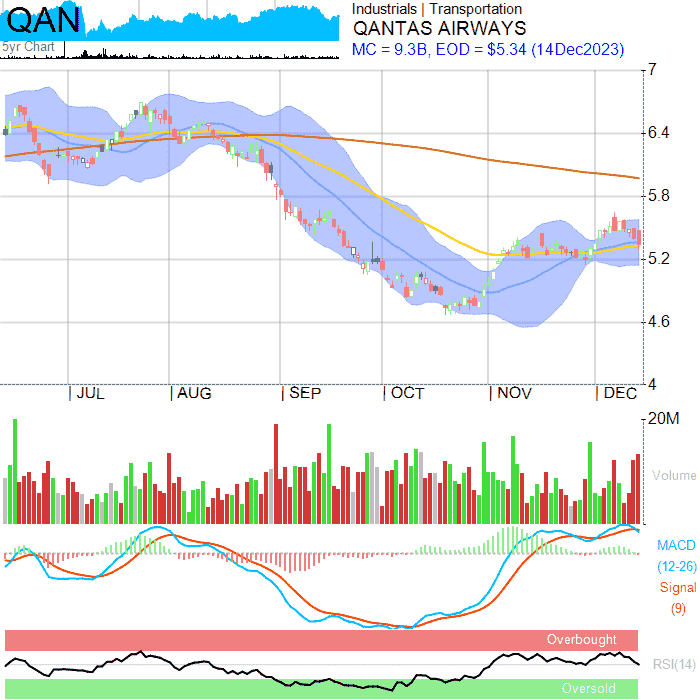 QAN
5yr Chart
Industrials | Transportation
QANTAS AIRWAYS
MC = 9.3B, EOD = $5.34 (14Dec2023)
7
6.4
5.8
5.2
4.6
4
| JUL | AUG | SEP | OCT | NOV | DEC
20M
Volume
MACD
(12-26)
Signal
(9)
Overbought
RSI(14)
Oversold